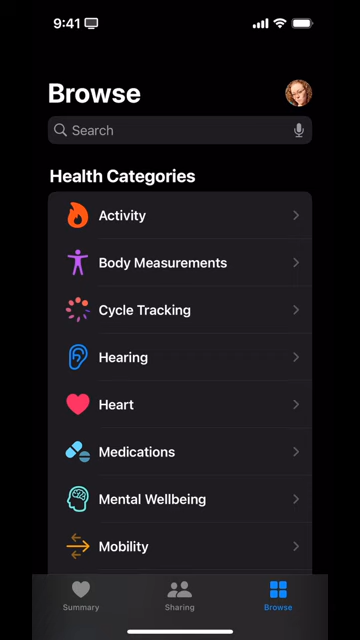 9:41
Browse
Search
Health Categories
Activity
Body Measurements
Cycle Tracking
Hearing
Heart
Medications
Mental Wellbeing
Mobility
Summary
Sharing
Browse